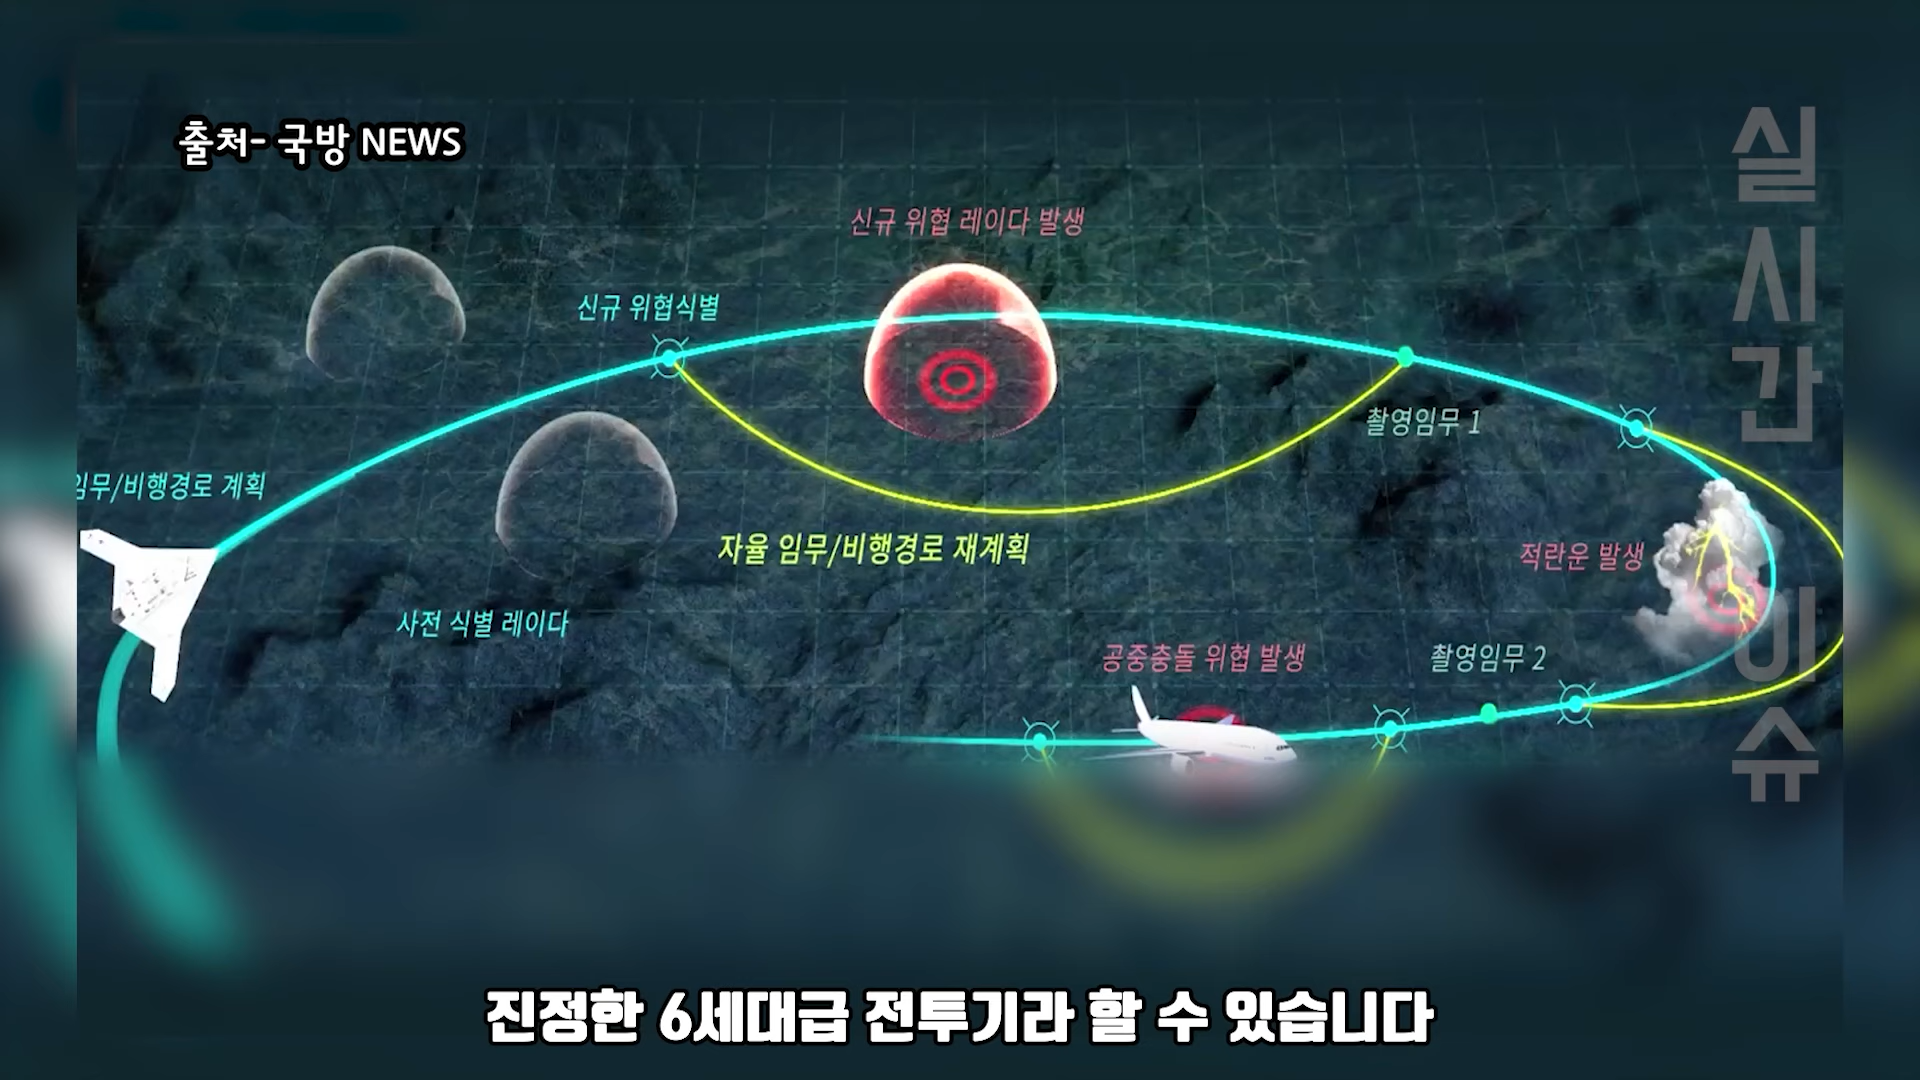 출처- 국방 NEWS
실시간 이슈
신규 위협 레이다 발생
신규 위협식별
촬영임무 1
임무/비행경로 계획
자율 임무/비행경로 재계획
적란운 발생
사전 식별 레이다
공중충돌 위협 발생
촬영임무 2
진정한 6세대급 전투기라 할 수 있습니다